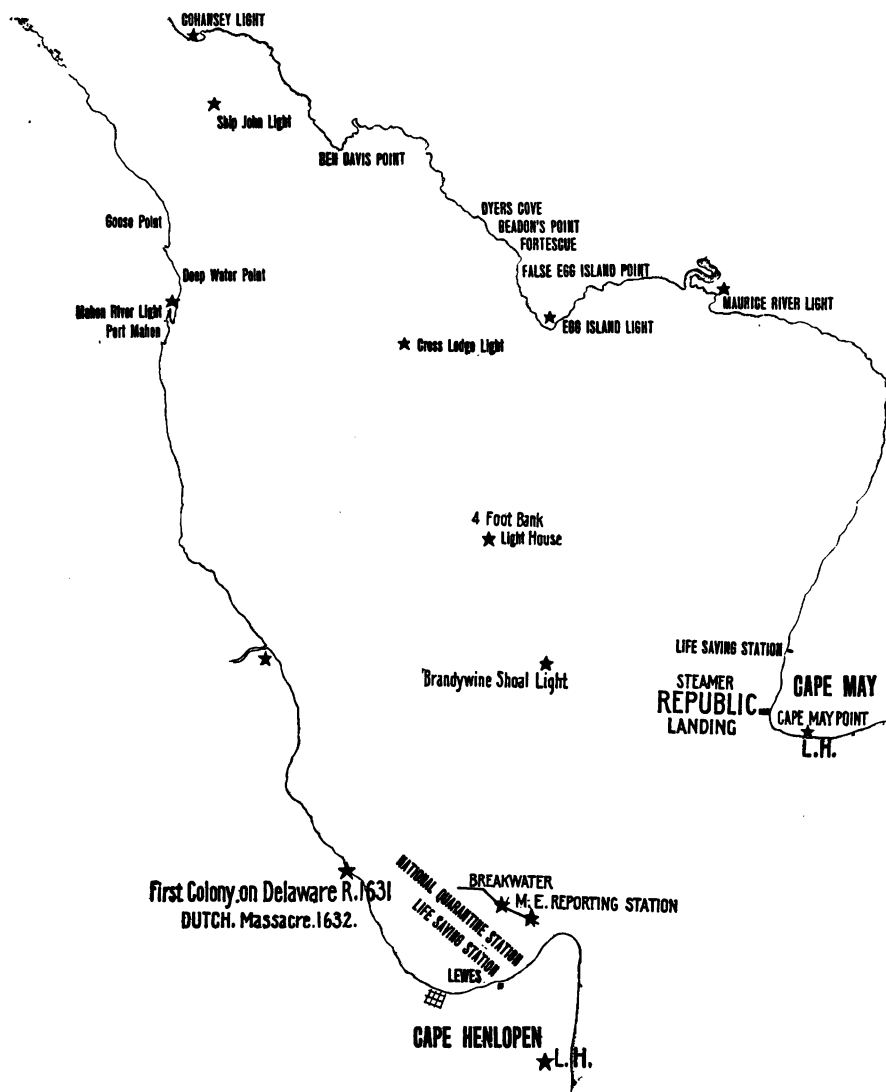 COHANSEY LIGHT
Ship John Light
BEN DAVIS POINT
Goose Point
DYERS COVE
BEADON'S POINT
FORTESCUE
Deep Water Point
FALSE EGG ISLAND POINT
Mahon River Light
Port Mahon
MAURICE RIVER LIGHT
EGG ISLAND LIGHT
Cross Ledge Light
4 Foot Bank
Light House
LIFE SAVING STATION
Brandywine Shoal Light
STEAMER
REPUBLIC
LANDING
CAPE MAY
CAPE MAY POINT
L.H.
First Colony on Delaware R. 1631
DUTCH. Massacre. 1632.
NATIONAL QUARANTINE STATION
LIFE SAVING STATION
BREAKWATER
M. E. REPORTING STATION
LEWES
CAPE HENLOPEN
L.H.